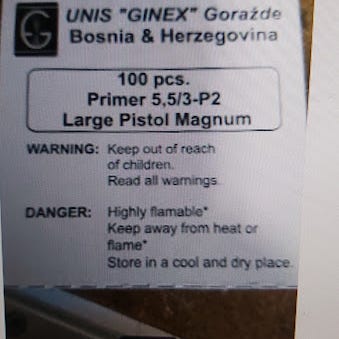 UNIS "GINEX" Goražde
Bosnia & Herzegovina
100 pcs.
Primer 5,5/3-P2
Large Pistol Magnum
WARNING: Keep out of reach
of children.
Read all warnings.
DANGER: Highly flamable*
Keep away from heat or
flame*
Store in a cool and dry place.